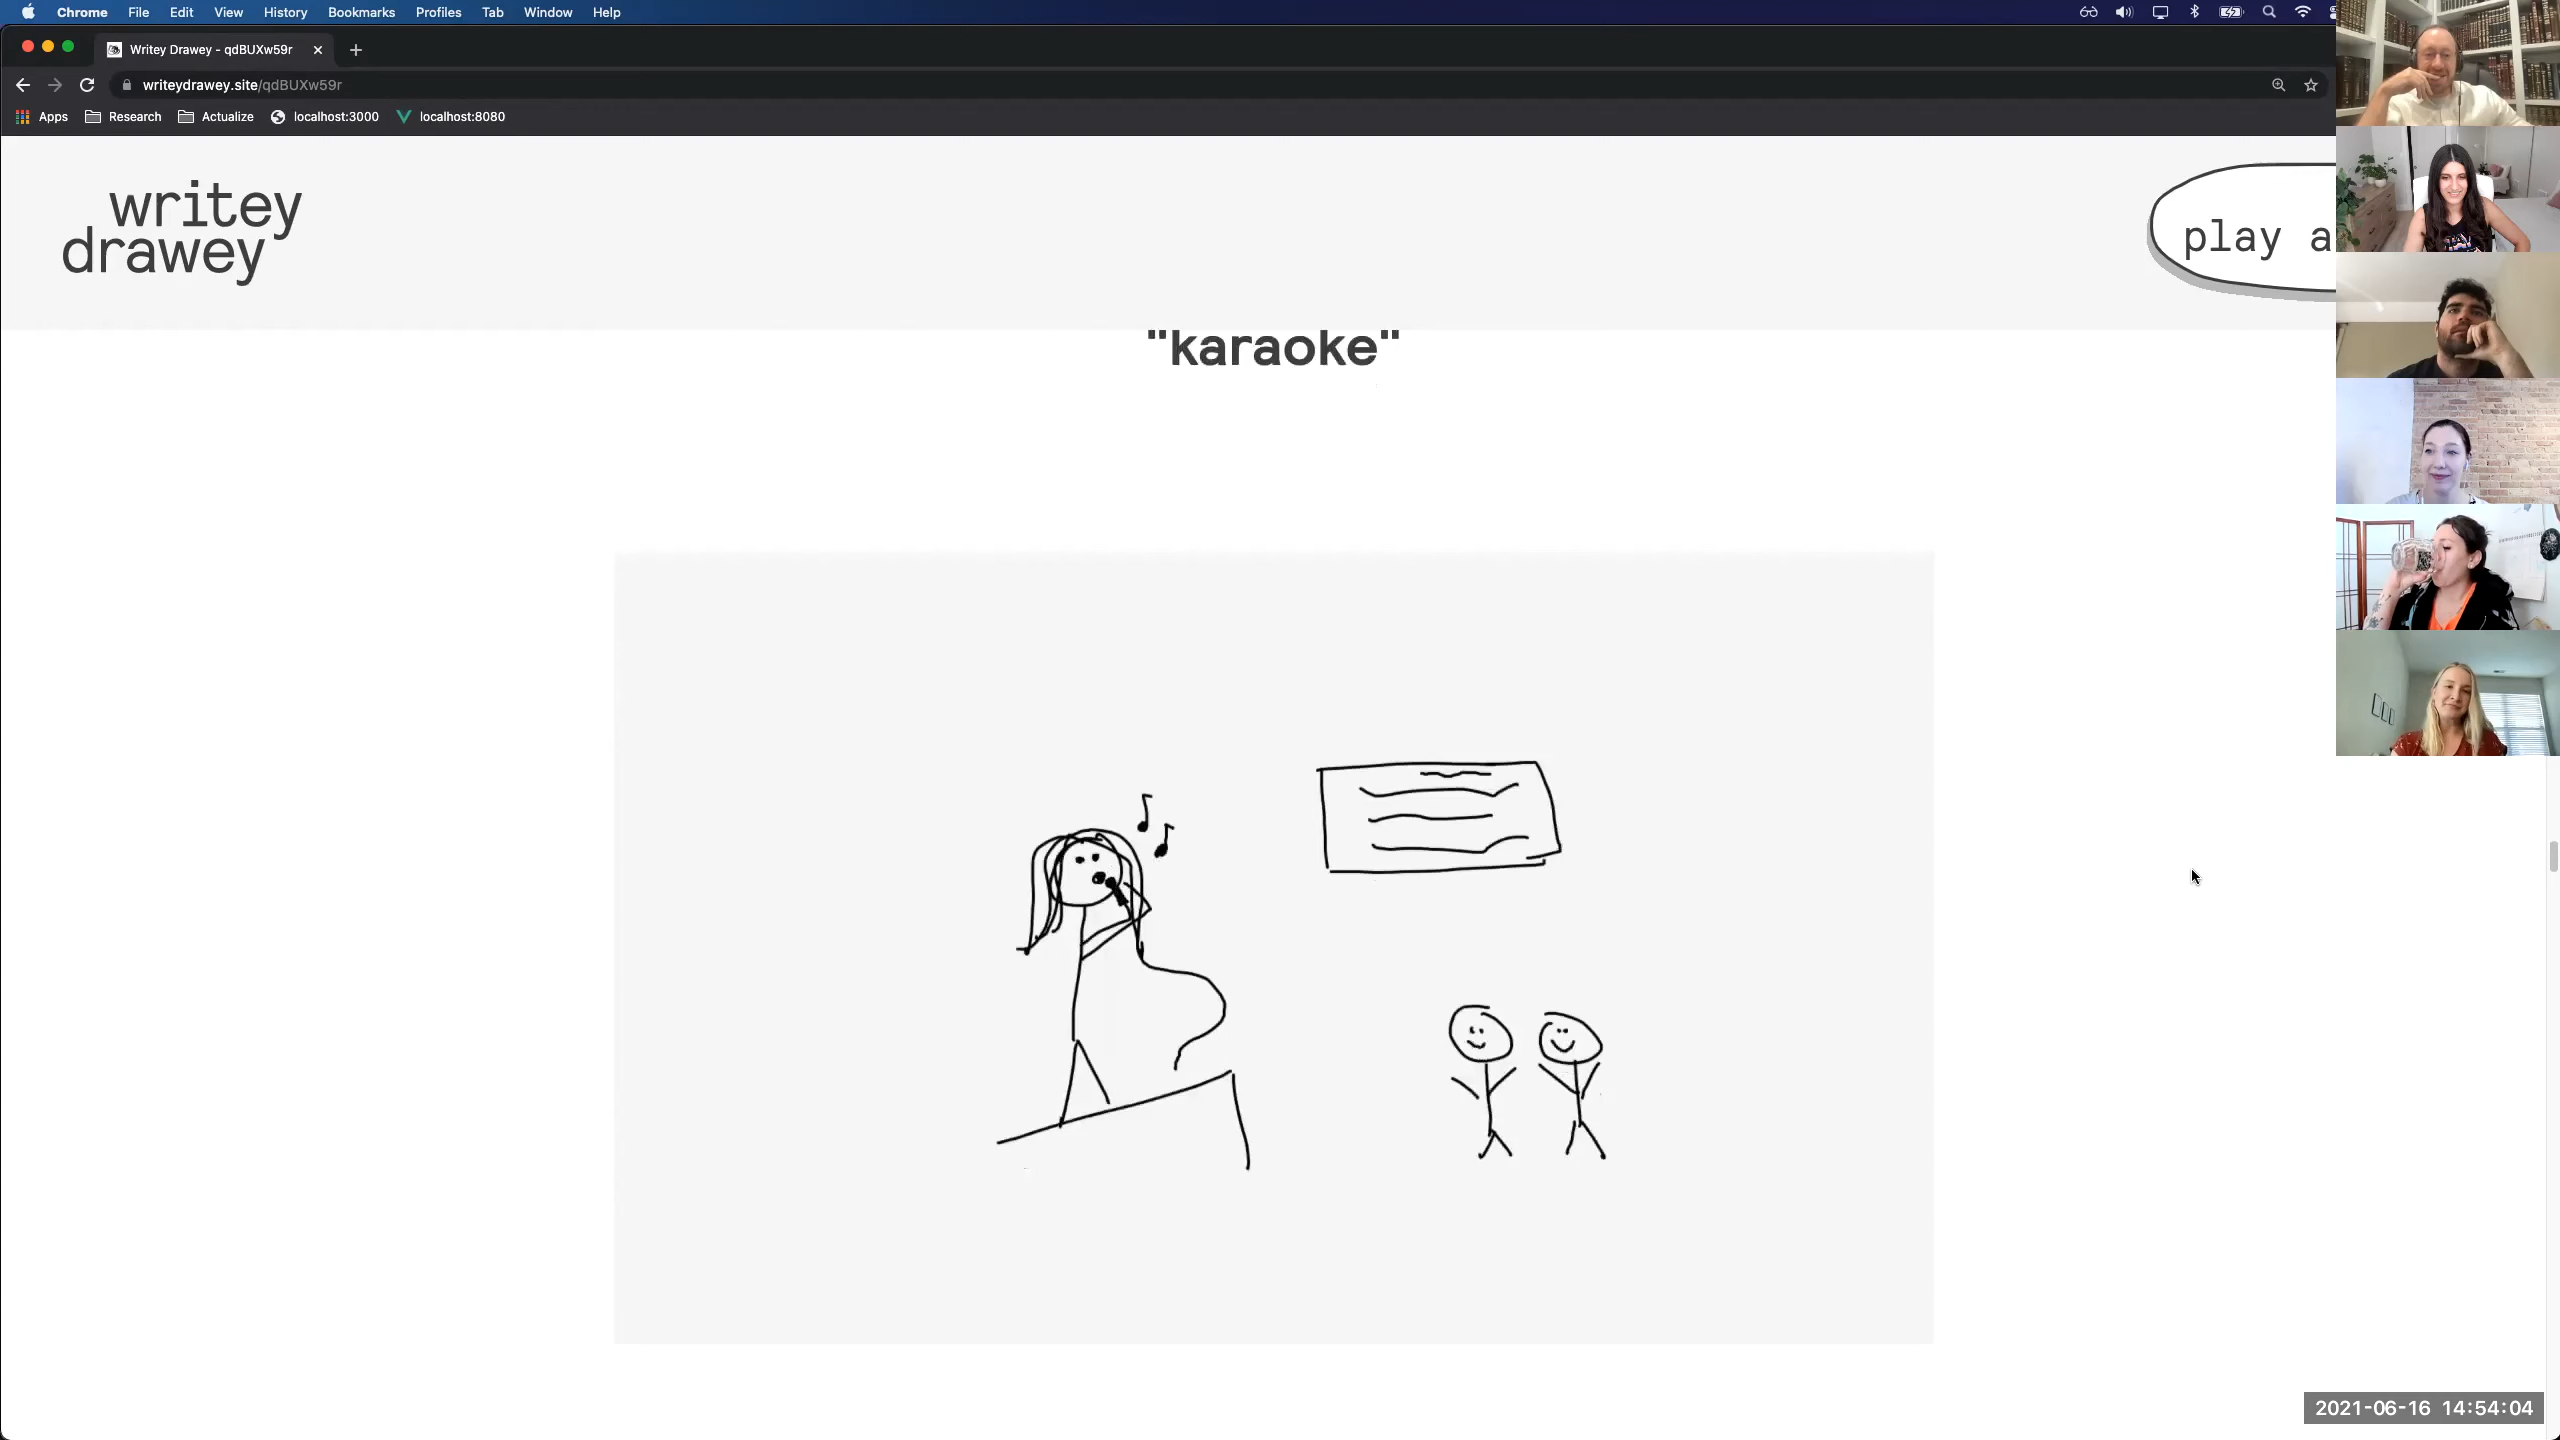 Chrome File Edit View History Bookmarks Profiles Tab Window Help
Writey Drawey - qdBUXw59r
writeydrawey.site/qdBUXw59r
Apps Research Actualize localhost:3000 localhost:8080
writey
drawey
play a
"karaoke"
2021-06-16 14:54:04